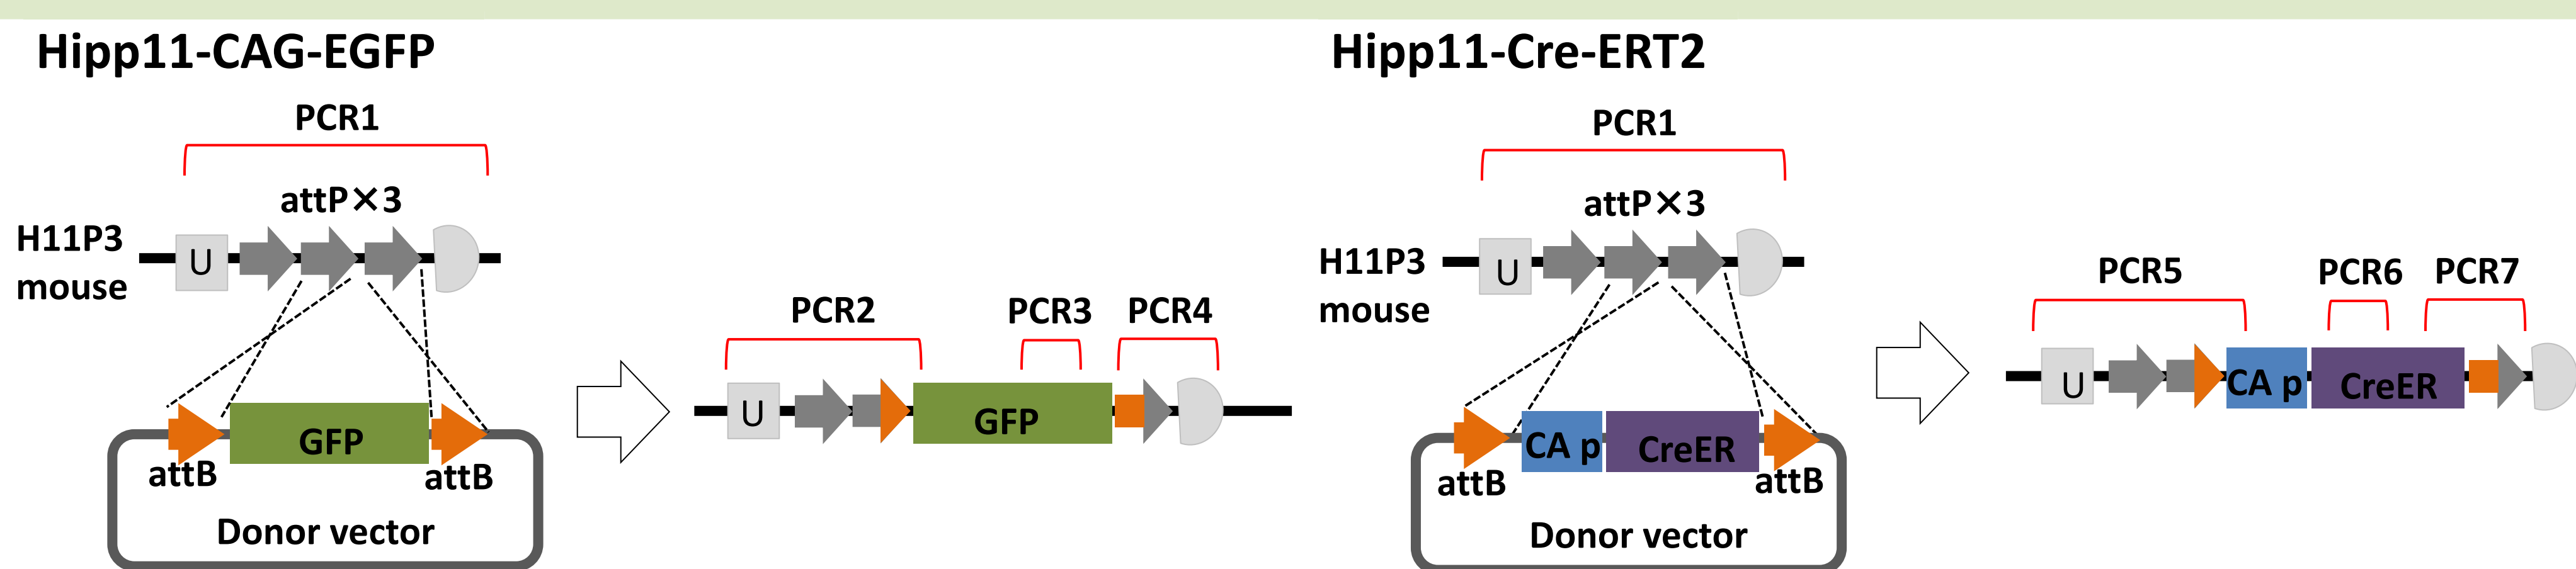 Hipp11-CAG-EGFP
PCR1
attP×3
H11P3
mouse
U
GFP
attB
attB
Donor vector
PCR2
PCR3
PCR4
U
GFP
Hipp11-Cre-ERT2
PCR1
attP×3
H11P3
mouse
U
CA p
CreER
attB
attB
Donor vector
PCR5
PCR6
PCR7
U
CA p
CreER